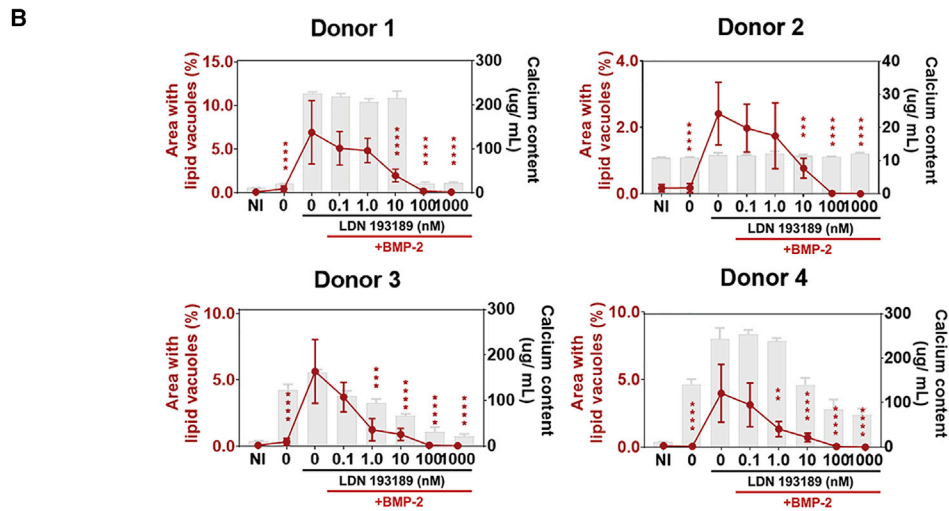 B
Donor 1
Area with
lipid vacuoles (%)
15.0
10.0
5.0
0.0
300
200
100
0
Calcium content
(ug/ mL)
****
****
****
****
NI 0 0 0.1 1.0 10 100 1000
LDN 193189 (nM)
+BMP-2
Donor 2
Area with
lipid vacuoles (%)
4.0
2.0
0.0
40
30
20
10
0
Calcium content
(ug/ mL)
****
***
****
****
NI 0 0 0.1 1.0 10 100 1000
LDN 193189 (nM)
+BMP-2
Donor 3
Area with
lipid vacuoles (%)
10.0
5.0
0.0
300
200
100
0
Calcium content
(ug/ mL)
****
***
****
****
****
NI 0 0 0.1 1.0 10 100 1000
LDN 193189 (nM)
+BMP-2
Donor 4
Area with
lipid vacuoles (%)
10.0
5.0
0.0
300
200
100
0
Calcium content
(ug/ mL)
****
**
****
****
****
NI 0 0 0.1 1.0 10 100 1000
LDN 193189 (nM)
+BMP-2